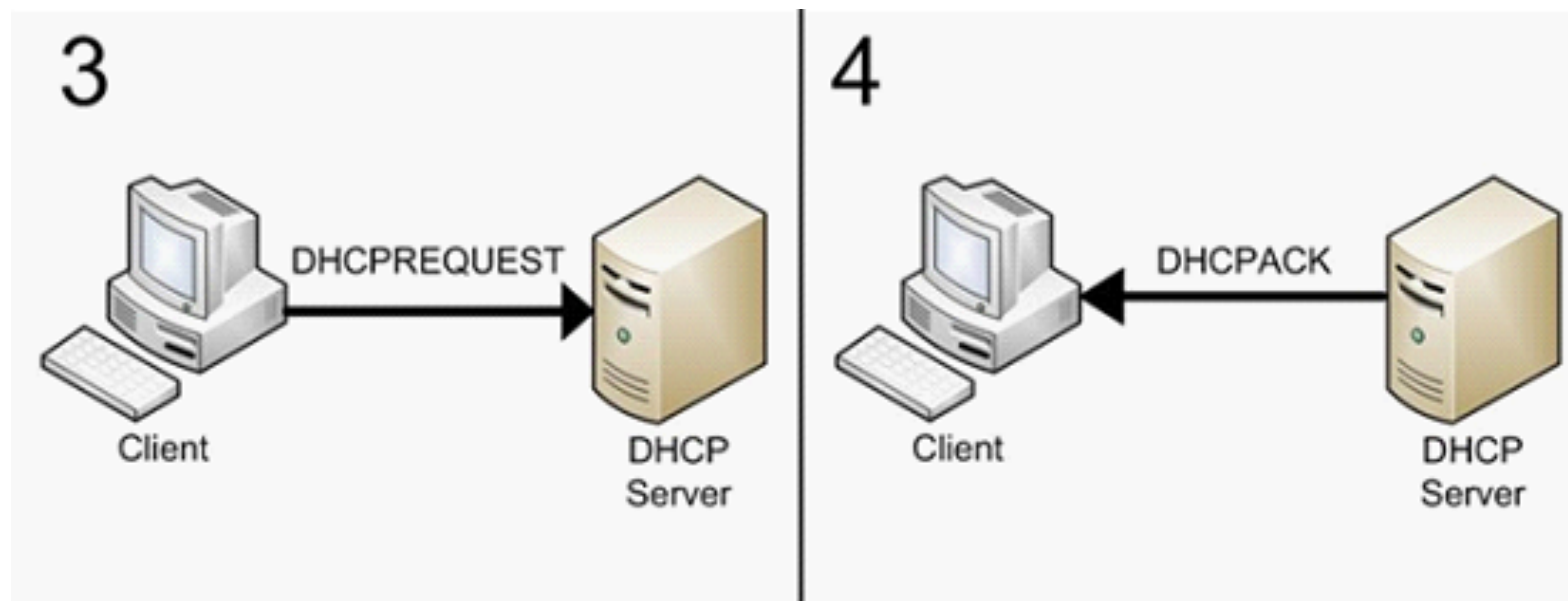 3
DHCPREQUEST
Client
DHCP
Server
4
DHCPACK
Client
DHCP
Server